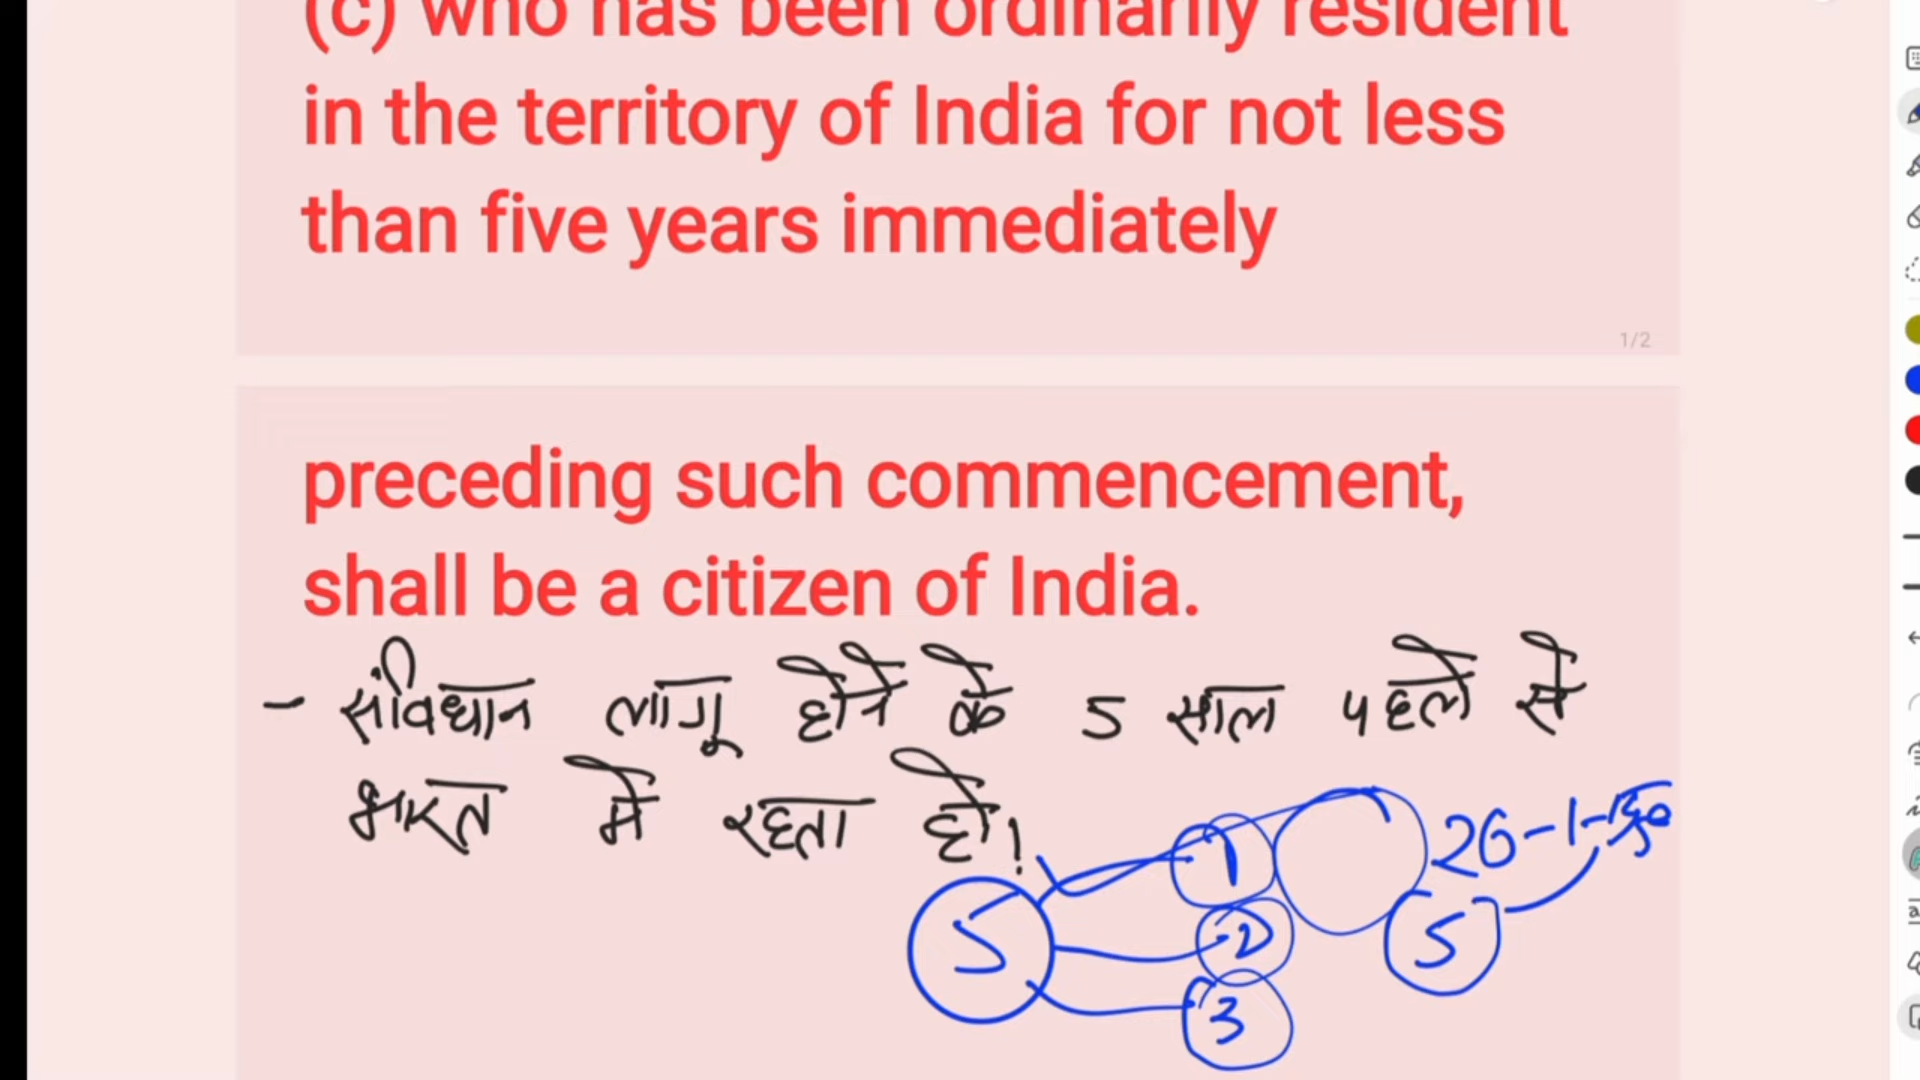 (c) who has been ordinarily resident
in the territory of India for not less
than five years immediately
1/2
preceding such commencement,
shall be a citizen of India.
- संविधान लागू होने के 5 साल पहले से
भारत में रहता हो।
26-1-
5
1
2
3
5